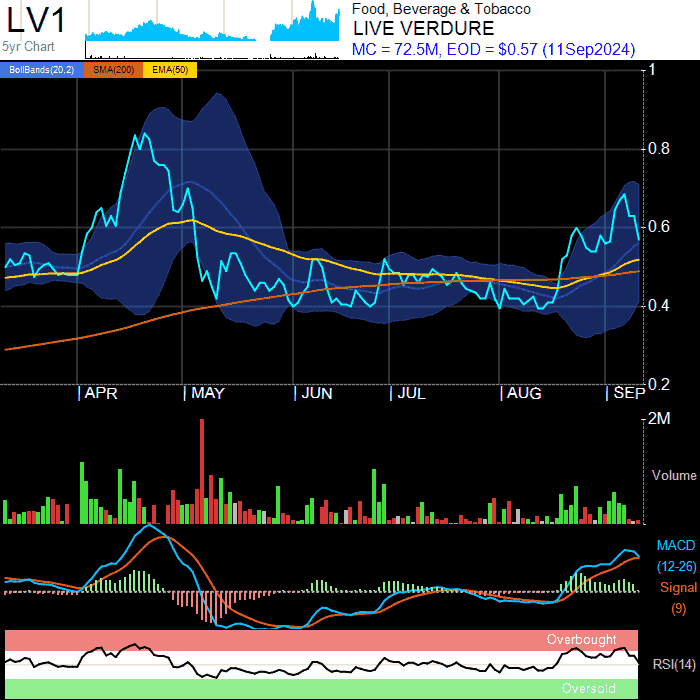 LV1
5yr Chart
Food, Beverage & Tobacco
LIVE VERDURE
MC = 72.5M, EOD = $0.57 (11Sep2024)
BollBands(20,2) SMA(200) EMA(50)
1
0.8
0.6
0.4
0.2
APR MAY JUN JUL AUG SEP
2M
Volume
MACD
(12-26)
Signal
(9)
Overbought
RSI(14)
Oversold